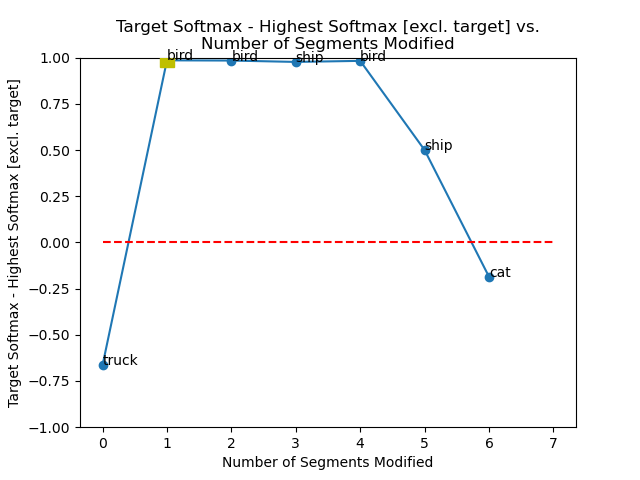 Target Softmax - Highest Softmax [excl. target] vs.
Number of Segments Modified
Target Softmax - Highest Softmax [excl. target]
1.00
0.75
0.50
0.25
0.00
−0.25
−0.50
−0.75
−1.00
truck
bird
bird
ship
bird
ship
cat
0 1 2 3 4 5 6 7
Number of Segments Modified